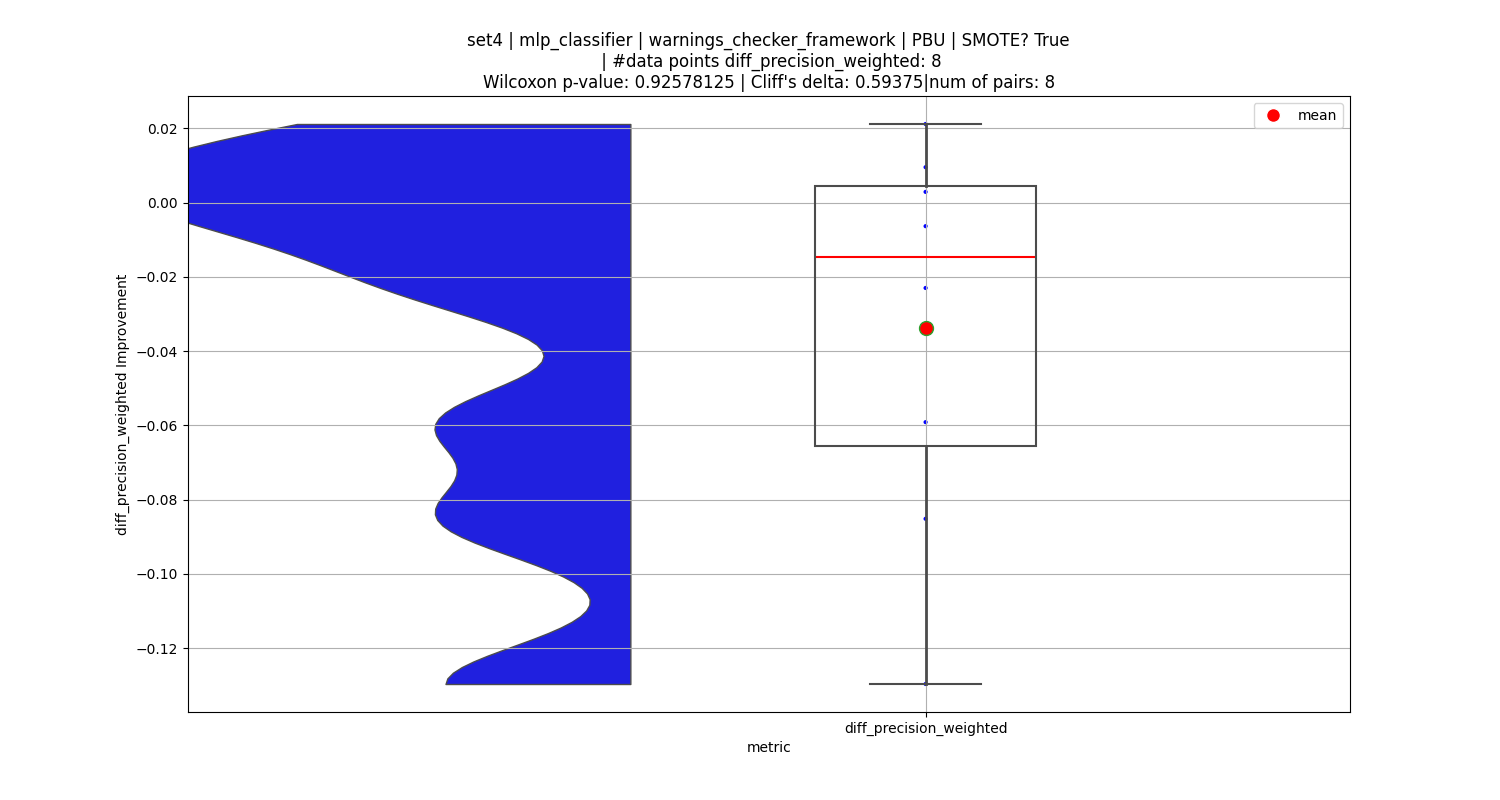 set4 | mlp_classifier | warnings_checker_framework | PBU | SMOTE? True
| #data points diff_precision_weighted: 8
Wilcoxon p-value: 0.92578125 | Cliff's delta: 0.59375|num of pairs: 8
mean
0.02
0.00
−0.02
−0.04
−0.06
−0.08
−0.10
−0.12
diff_precision_weighted Improvement
diff_precision_weighted
metric